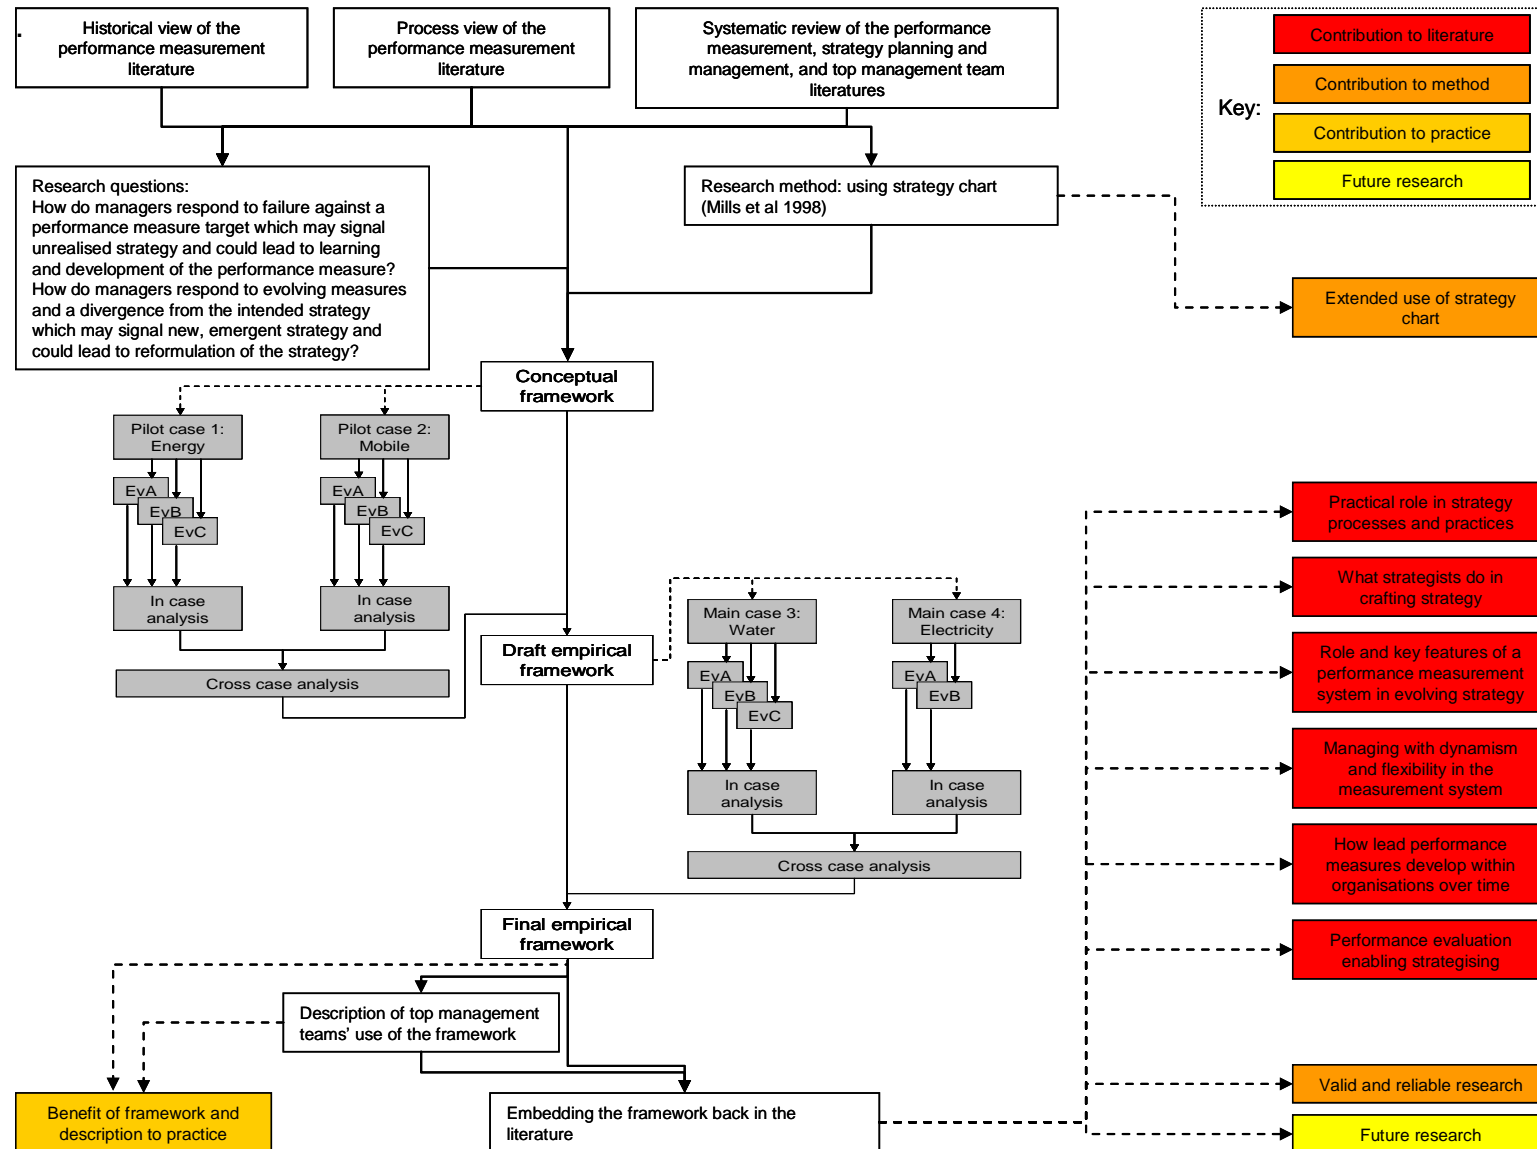 .
Historical view of the
performance measurement
literature
Process view of the
performance measurement
literature
Systematic review of the performance
measurement, strategy planning and
management, and top management team
literatures
Key:
Contribution to literature
Contribution to method
Contribution to practice
Future research
Research questions:
How do managers respond to failure against a
performance measure target which may signal
unrealised strategy and could lead to learning
and development of the performance measure?
How do managers respond to evolving measures
and a divergence from the intended strategy
which may signal new, emergent strategy and
could lead to reformulation of the strategy?
Research method: using strategy chart
(Mills et al 1998)
Extended use of strategy
chart
Conceptual
framework
Pilot case 1:
Energy
EvA
EvB
EvC
In case
analysis
Pilot case 2:
Mobile
EvA
EvB
EvC
In case
analysis
Cross case analysis
Draft empirical
framework
Main case 3:
Water
EvA
EvB
EvC
In case
analysis
Main case 4:
Electricity
EvA
EvB
In case
analysis
Cross case analysis
Final empirical
framework
Description of top management
teams' use of the framework
Benefit of framework and
description to practice
Embedding the framework back in the
literature
Practical role in strategy
processes and practices
What strategists do in
crafting strategy
Role and key features of a
performance measurement
system in evolving strategy
Managing with dynamism
and flexibility in the
measurement system
How lead performance
measures develop within
organisations over time
Performance evaluation
enabling strategising
Valid and reliable research
Future research